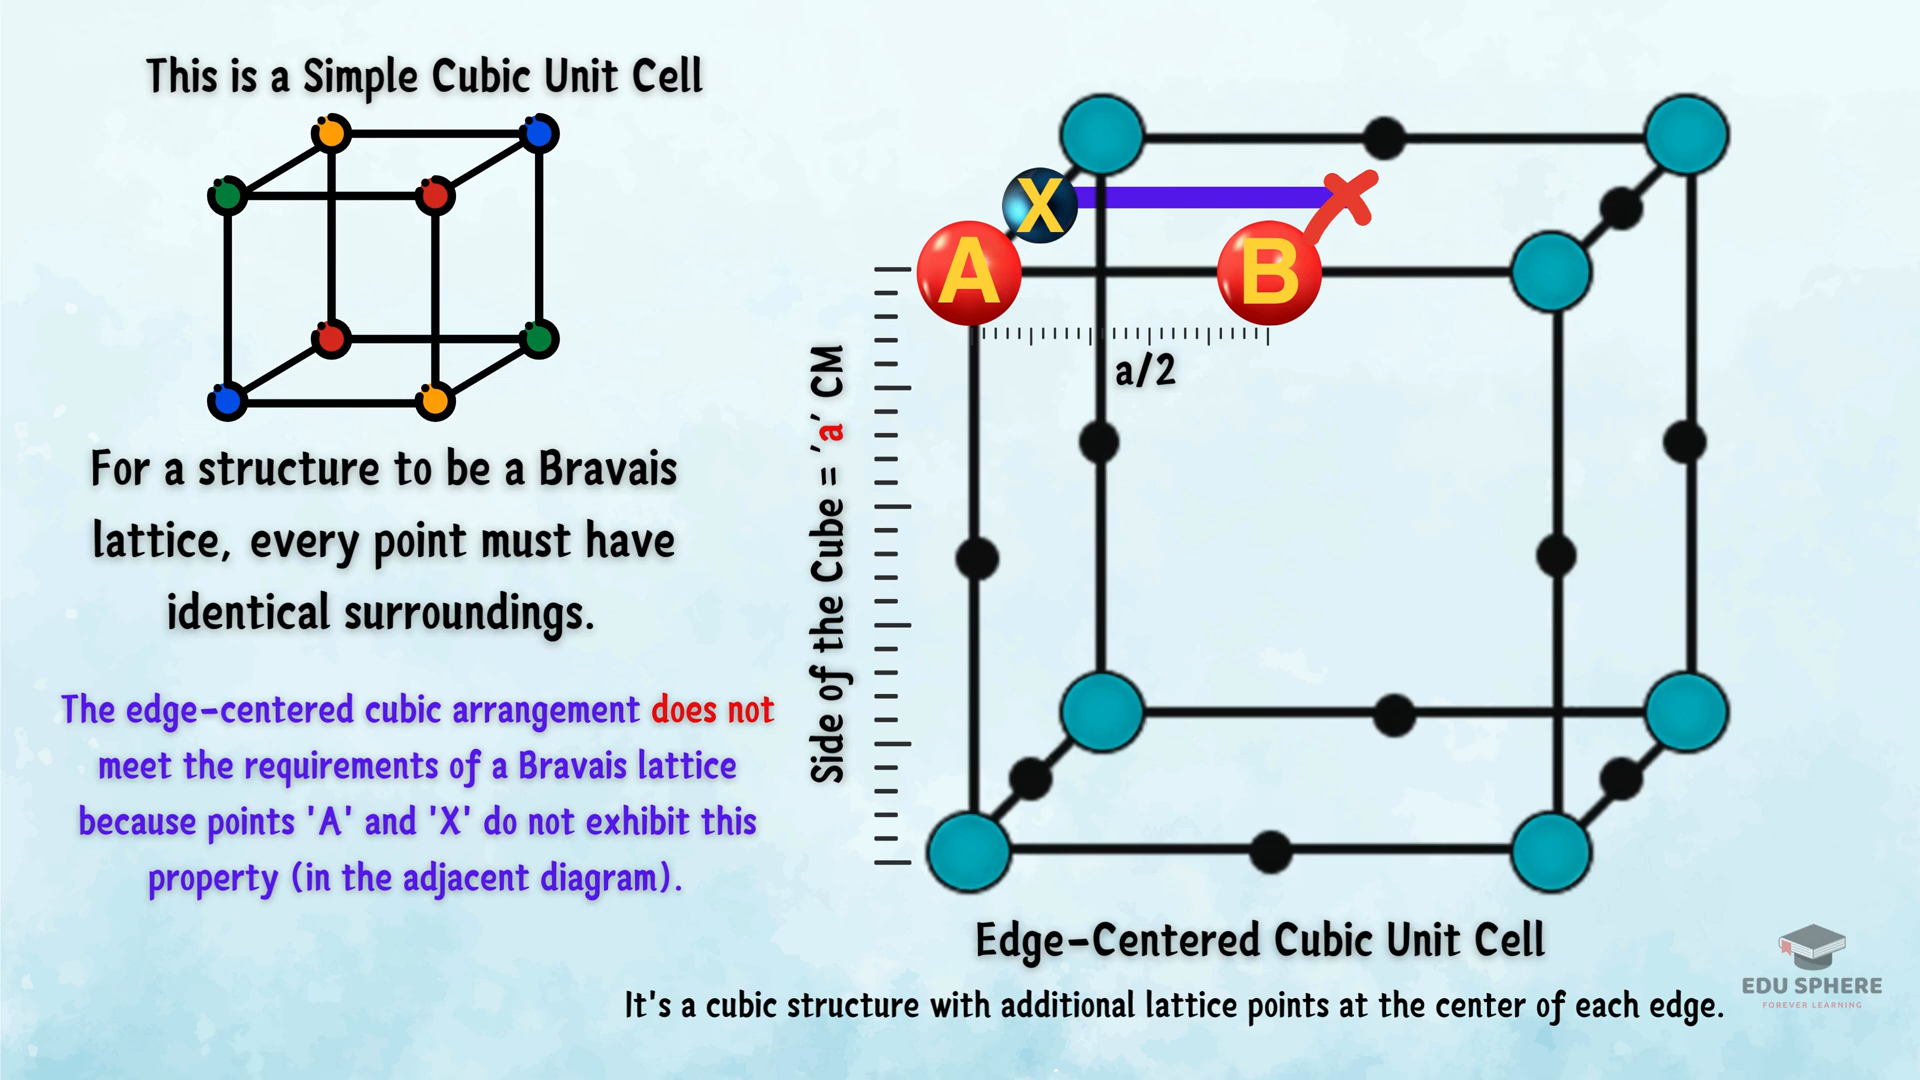 This is a Simple Cubic Unit Cell
For a structure to be a Bravais
lattice, every point must have
identical surroundings.
The edge-centered cubic arrangement does not
meet the requirements of a Bravais lattice
because points 'A' and 'X' do not exhibit this
property (in the adjacent diagram).
X
A
B
a/2
Side of the Cube = 'a' CM
Edge-Centered Cubic Unit Cell
It's a cubic structure with additional lattice points at the center of each edge.
EDU SPHERE
FOREVER LEARNING